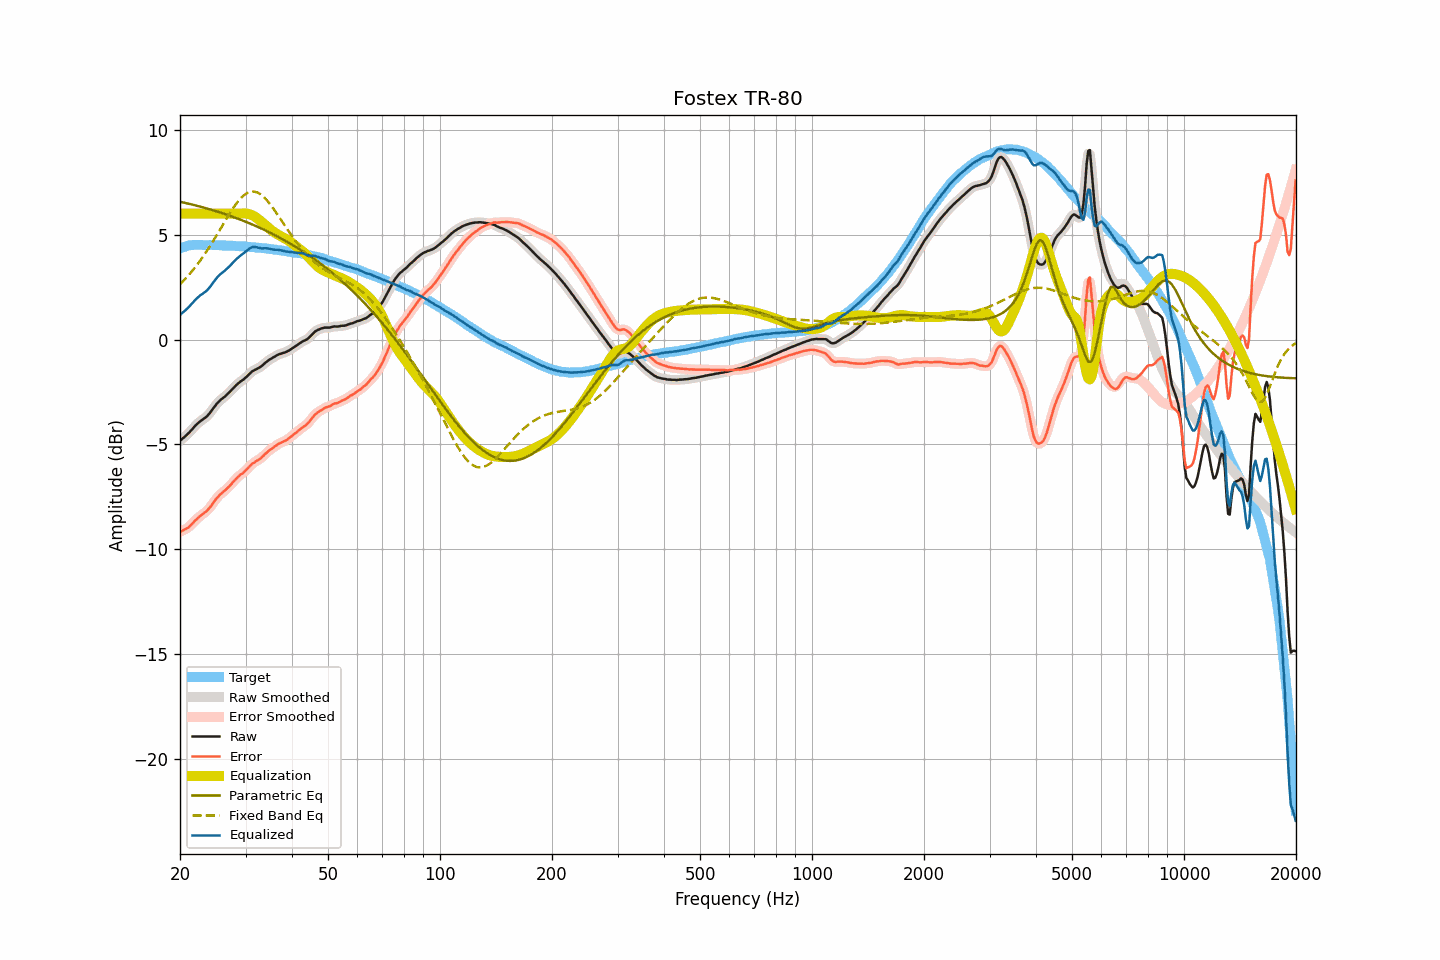 Fostex TR-80
10
5
0
−5
−10
−15
−20
Amplitude (dBr)
Target
Raw Smoothed
Error Smoothed
Raw
Error
Equalization
Parametric Eq
Fixed Band Eq
Equalized
20 50 100 200 500 1000 2000 5000 10000 20000
Frequency (Hz)